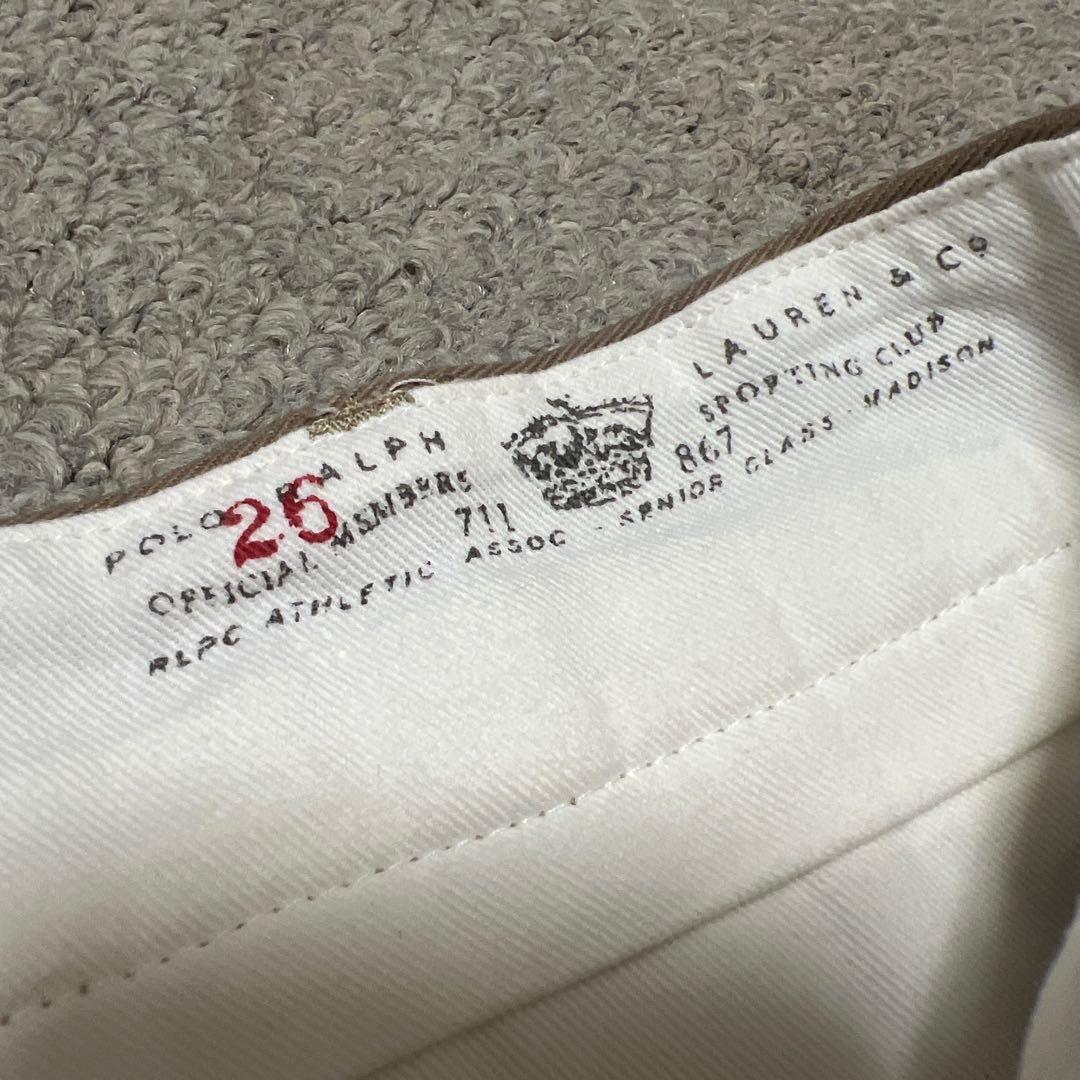 POLO RALPH LAUREN & Co
26
OFFICIAL MEMBERS SPORTING CLUB
711 867
RLPC ATHLETIC ASSOC - SENIOR CLASS - MADISON